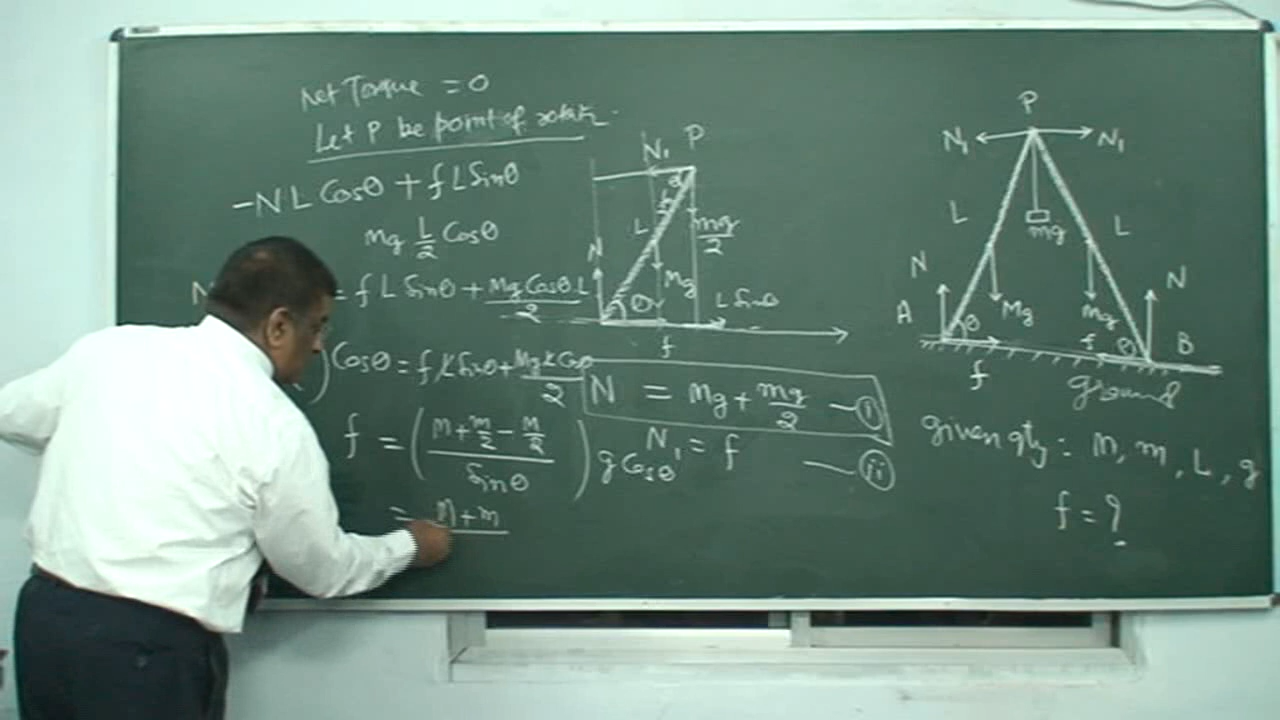 net Torque = 0
Let P be point of rotatn.
-NL Cosθ + f L Sinθ
Mg L/2 Cosθ
N = f L Sinθ + Mg Cosθ L/2
) Cosθ = f L Sinθ + Mg L Cosθ/2
f = (M + m/2 - M/2 / Sinθ) g Cosθ
= M + m
N₁ P
L mg/2
N Mg
θ L Sinθ
f
N = Mg + mg/2 — (i)
N₁ = f — (ii)
P
N₁ N₁
L L
mg
N N
Mg Mg
A θ f θ B
f ground
given qty: M, m, L, g
f = ?